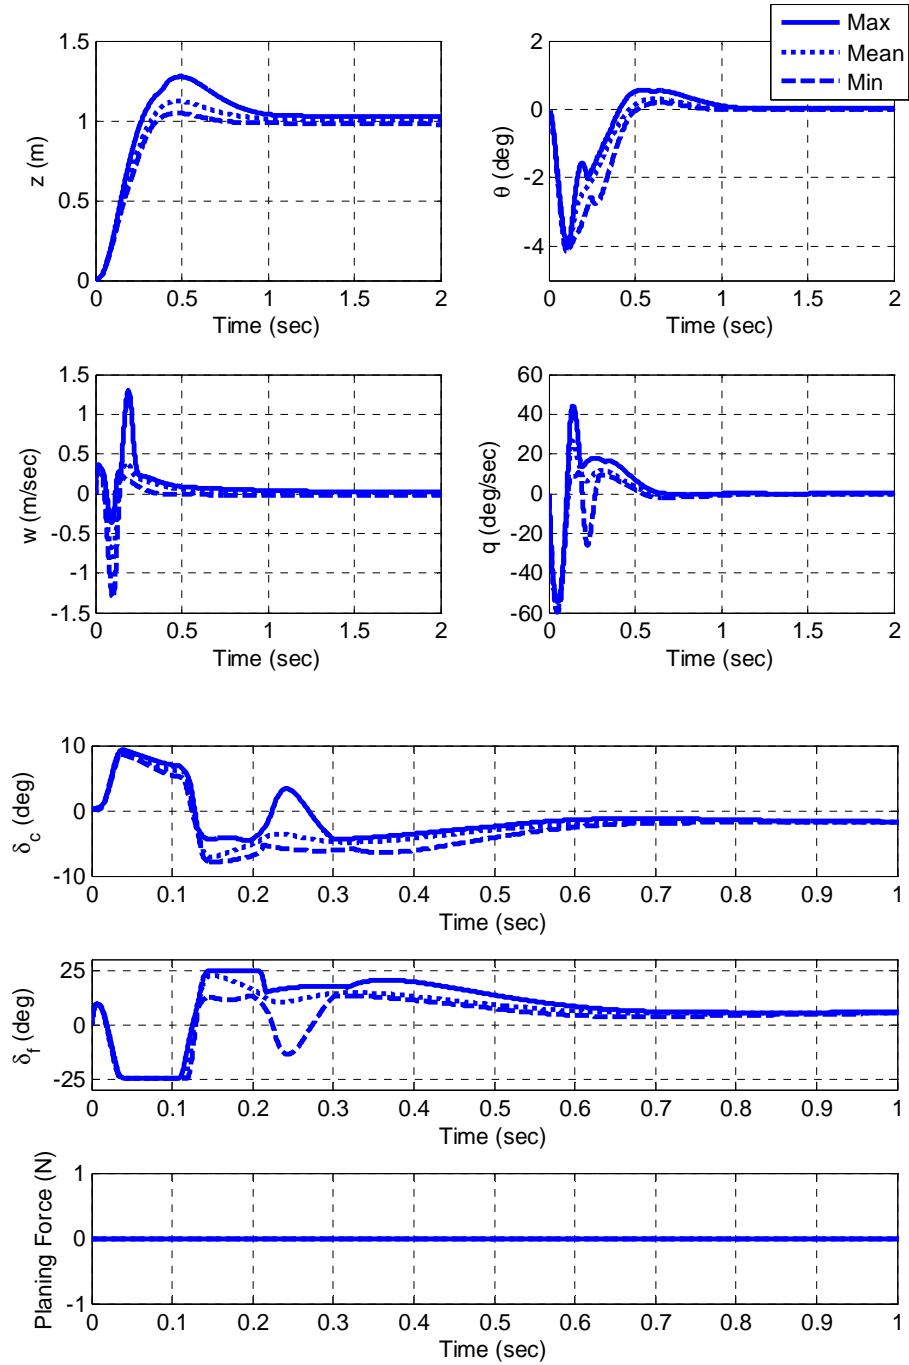 Max
Mean
Min
1.5
1
0.5
0
z (m)
0 0.5 1 1.5 2
Time (sec)
2
0
-2
-4
θ (deg)
0 0.5 1 1.5 2
Time (sec)
1.5
1
0.5
0
-0.5
-1
-1.5
w (m/sec)
0 0.5 1 1.5 2
Time (sec)
60
40
20
0
-20
-40
-60
q (deg/sec)
0 0.5 1 1.5 2
Time (sec)
10
0
-10
δc (deg)
0 0.1 0.2 0.3 0.4 0.5 0.6 0.7 0.8 0.9 1
Time (sec)
25
0
-25
δf (deg)
0 0.1 0.2 0.3 0.4 0.5 0.6 0.7 0.8 0.9 1
Time (sec)
1
0
-1
Planing Force (N)
0 0.1 0.2 0.3 0.4 0.5 0.6 0.7 0.8 0.9 1
Time (sec)